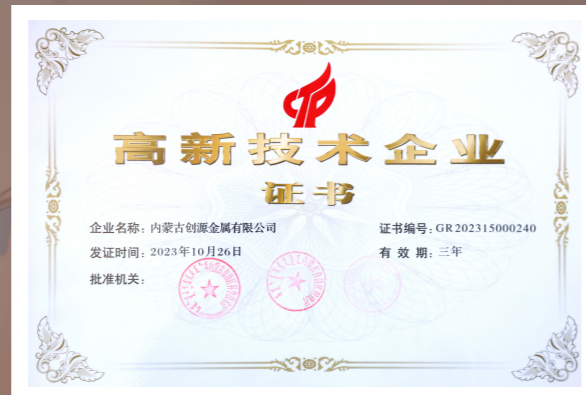 高新技术企业
证书
企业名称：内蒙古创源金属有限公司
证书编号：GR202315000240
发证时间：2023年10月26日
有效期：三年
批准机关：